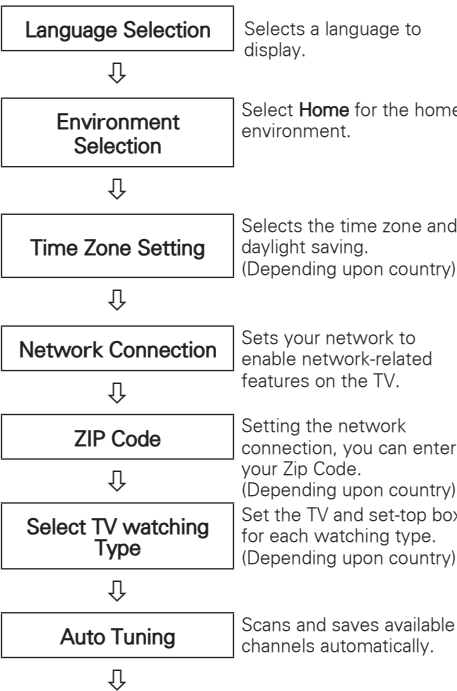 Language Selection
Selects a language to
display.
Environment
Selection
Select Home for the home
environment.
Time Zone Setting
Selects the time zone and
daylight saving.
(Depending upon country)
Network Connection
Sets your network to
enable network-related
features on the TV.
ZIP Code
Setting the network
connection, you can enter
your Zip Code.
(Depending upon country)
Select TV watching
Type
Set the TV and set-top box
for each watching type.
(Depending upon country)
Auto Tuning
Scans and saves available
channels automatically.